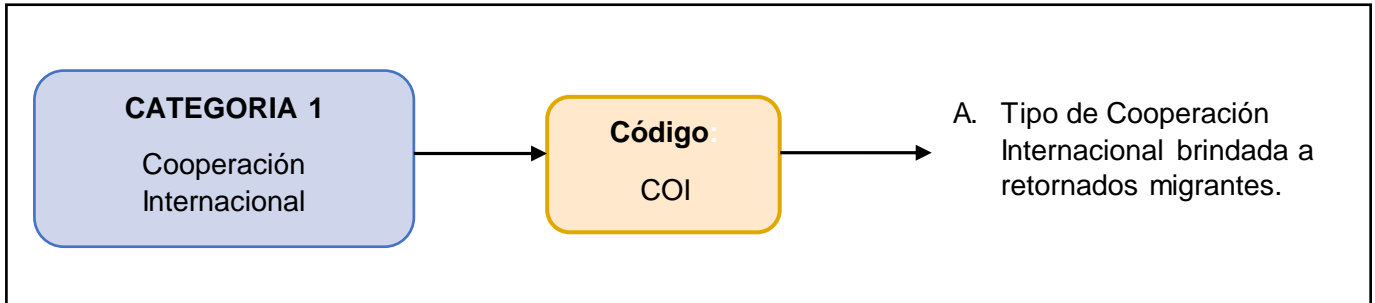 CATEGORIA 1
Cooperación
Internacional
Código:
COI
A. Tipo de Cooperación
Internacional brindada a
retornados migrantes.